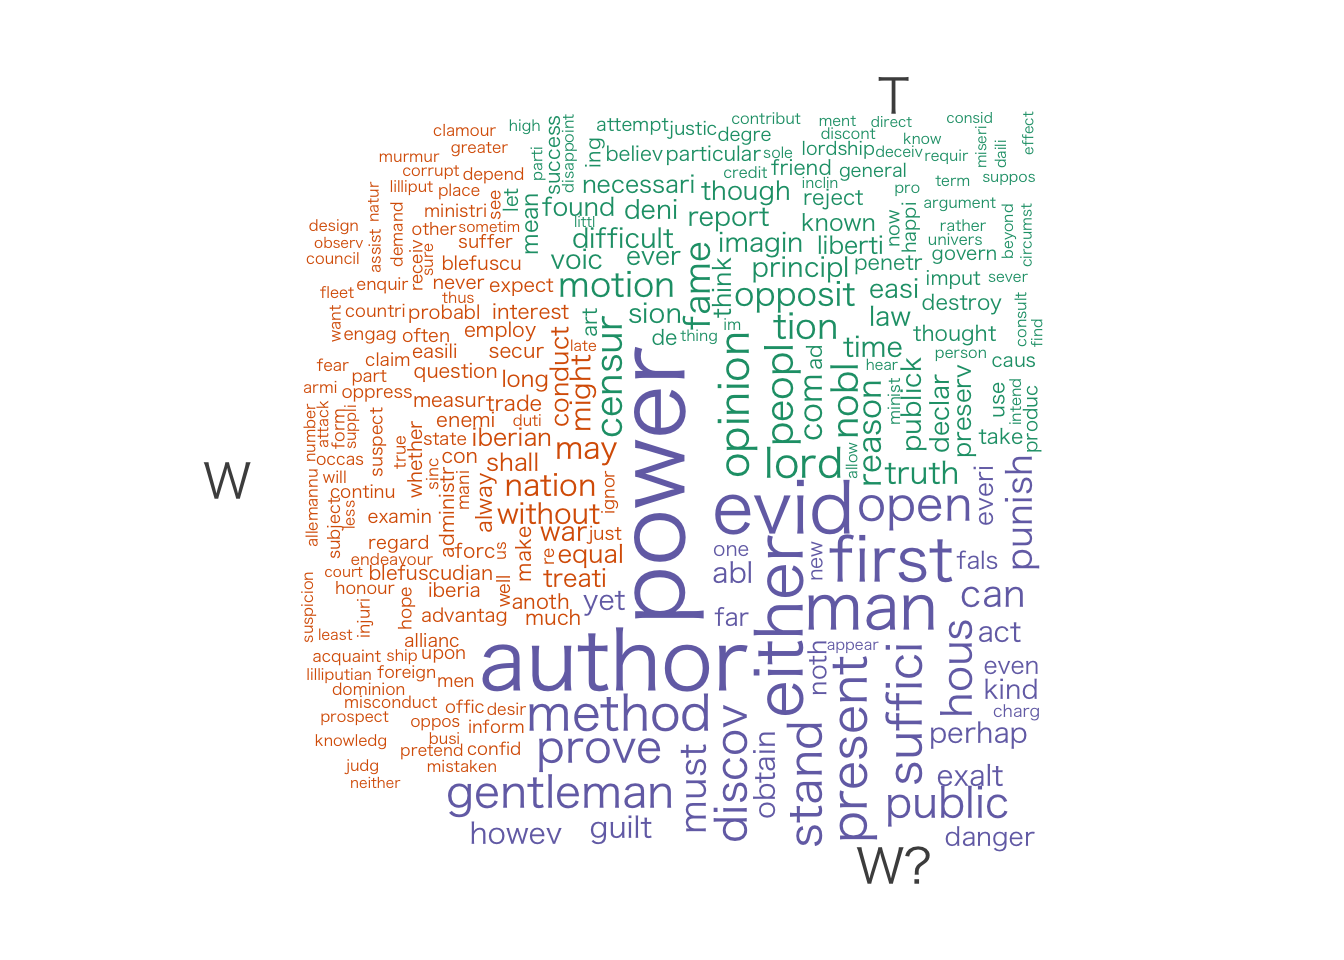 T
clamour
high
attempt
justic
contribut
ment
direct
consid
effect
greater
murmur
parti
success
disappoint
ing
degre
discont
know
miseri
daili
corrupt
depend
believ
particular
sole
lordship
deceiv
requir
lilliput
place
natur
see
let
necessari
credit
friend
general
inclin
though
reject
pro
term
suppos
design
ministri
mean
found
deni
report
known
now
happi
argument
observ
demand
other
sometim
littl
rather
beyond
circumst
council
assist
suffer
difficult
imagin
liberti
univers
govern
receiv
sure
blefuscu
voic
ever
fame
think
principl
penetr
imput
sever
fleet
enquir
never
expect
motion
opposit
easi
destroy
thus
want
countri
probabl
interest
art
sion
im
tion
law
consult
find
engag
often
employ
de
thing
thought
easili
secur
conduct
late
censur
time
person
caus
fear
claim
question
long
might
power
opinion
peopl
com
ad
nobl
hear
armi
part
oppress
measur
trade
reason
minist
publick
declar
preserv
use
intend
produc
number
attack
form
suppli
suspect
enemi
duti
take
true
whether
state
iberian
may
occas
con
shall
lord
allow
truth
W
will
sinc
mani
administr
nation
ignor
evid
open
everi
punish
allemannu
continu
alway
without
subject
less
examin
war
just
regard
forc
us
make
re
equal
one
either
new
first
fals
endeavour
court
blefuscudian
treati
abl
suspicion
honour
iberia
well
anoth
yet
man
can
injuri
hope
advantag
much
far
least
allianc
author
noth
appear
suffici
hous
act
acquaint
ship
upon
present
even
lilliputian
foreign
men
kind
dominion
misconduct
offic
desir
method
discov
stand
charg
prospect
oppos
inform
must
obtain
perhap
knowledg
busi
pretend
confid
prove
judg
mistaken
exalt
neither
gentleman
public
howev
guilt
danger
W?